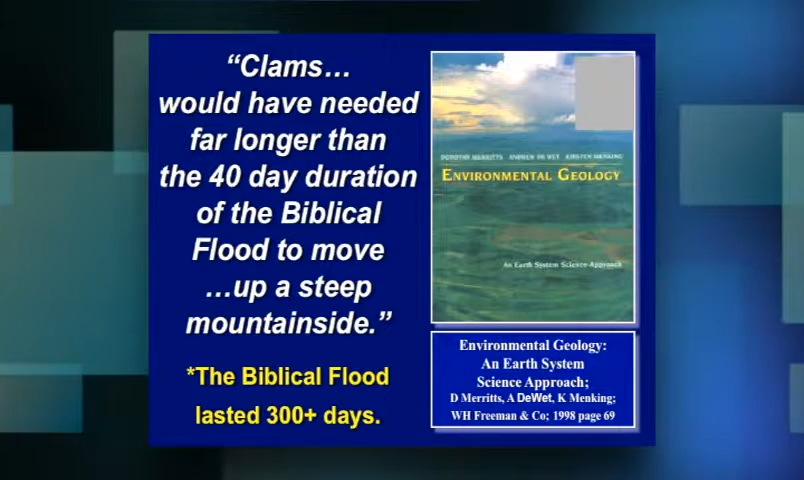 “Clams…
would have needed
far longer than
the 40 day duration
of the Biblical
Flood to move
…up a steep
mountainside.”
*The Biblical Flood
lasted 300+ days.
DOROTHY MERRITTS ANDREW DE WET KIRSTEN MENKING
ENVIRONMENTAL GEOLOGY
An Earth System Science Approach
Environmental Geology:
An Earth System
Science Approach;
D Merritts, A DeWet, K Menking;
WH Freeman & Co; 1998 page 69